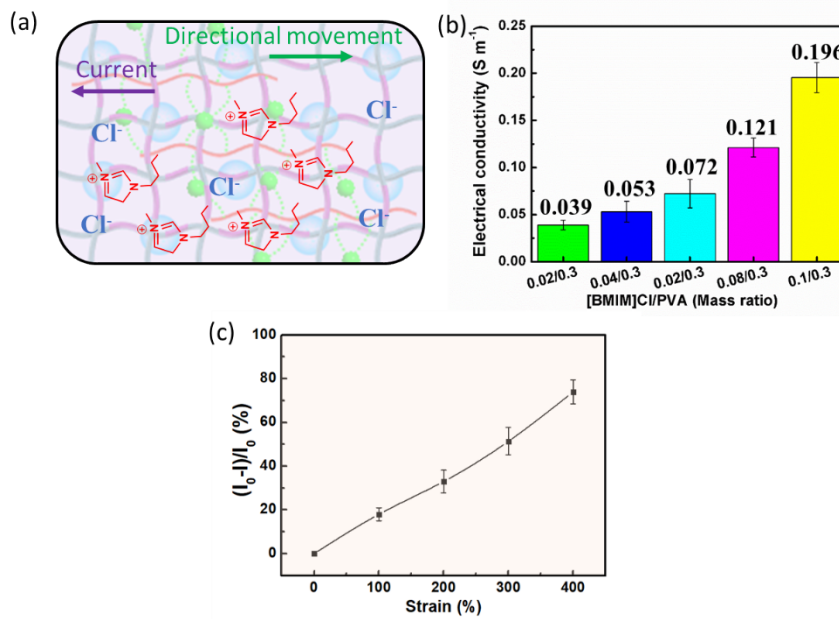 (a)
Directional movement
Current
Cl-
Cl-
Cl-
Cl-
Cl-
N
N
⊕
N
N
⊕
N
N
⊕
N
N
⊕
N
N
⊕
(b)
Electrical conductivity (S m-1)
0.25
0.20
0.15
0.10
0.05
0.00
0.039
0.053
0.072
0.121
0.196
0.02/0.3
0.04/0.3
0.02/0.3
0.08/0.3
0.1/0.3
[BMIM]Cl/PVA (Mass ratio)
(c)
(I0-I)/I0 (%)
100
80
60
40
20
0
0 100 200 300 400
Strain (%)